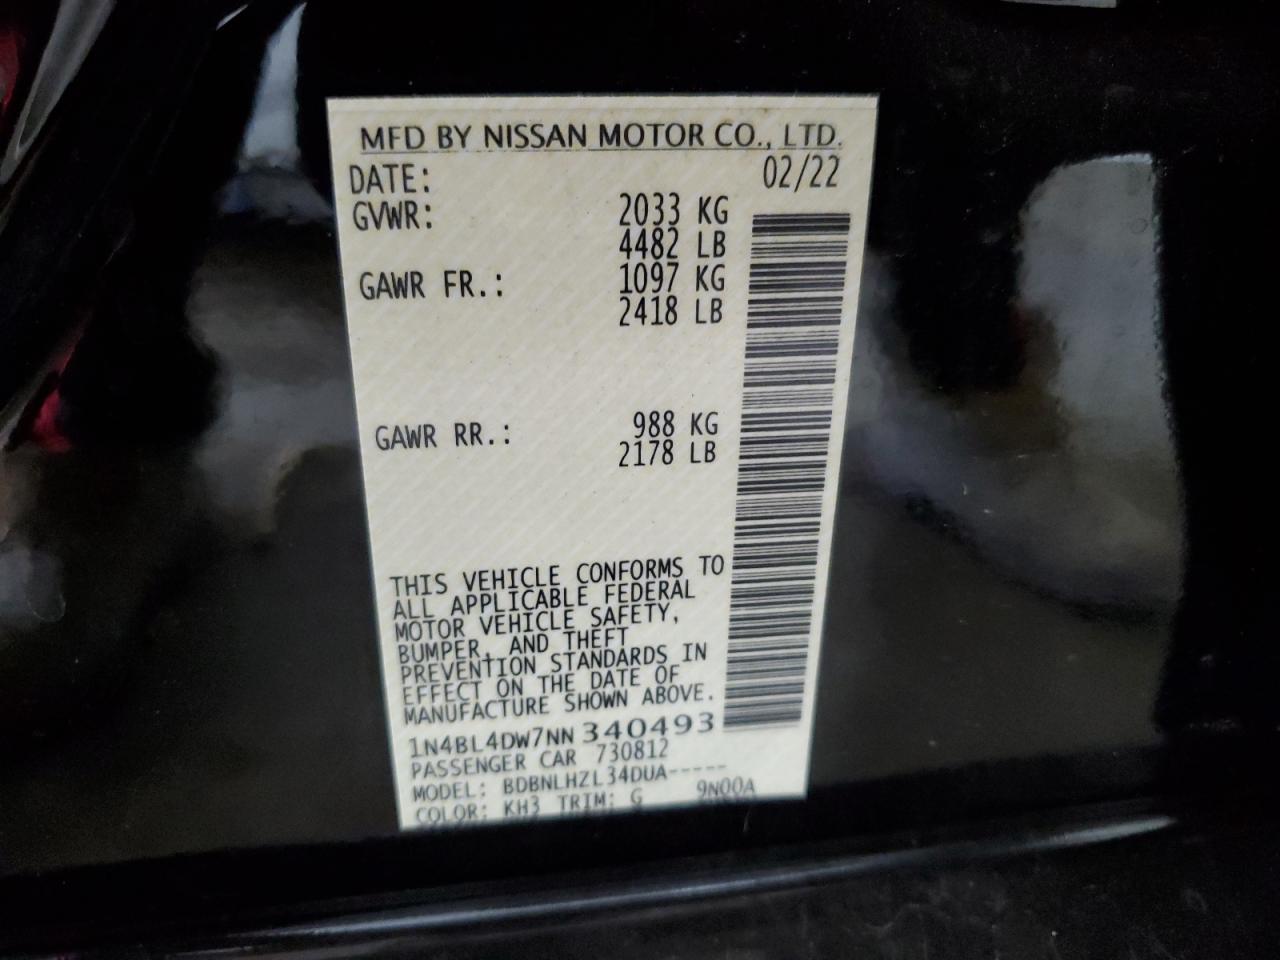 MFD BY NISSAN MOTOR CO., LTD.
DATE: 02/22
GVWR: 2033 KG
4482 LB
GAWR FR.: 1097 KG
2418 LB
GAWR RR.: 988 KG
2178 LB
THIS VEHICLE CONFORMS TO
ALL APPLICABLE FEDERAL
MOTOR VEHICLE SAFETY,
BUMPER, AND THEFT
PREVENTION STANDARDS IN
EFFECT ON THE DATE OF
MANUFACTURE SHOWN ABOVE.
1N4BL4DW7NN340493
PASSENGER CAR 730812
MODEL: BDBNLHZL34DUA-----
COLOR: KH3 TRIM: G 9N00A